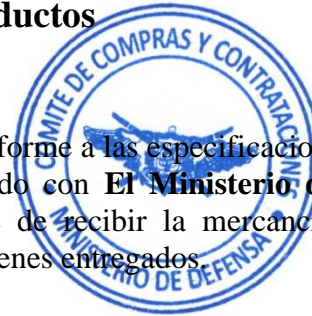 ductos
COMITE DE COMPRAS Y CONTRATACIONES
MINISTERIO DE DEFENSA
forme a las especificacio
do con El Ministerio d
de recibir la mercanc
enes entregados.